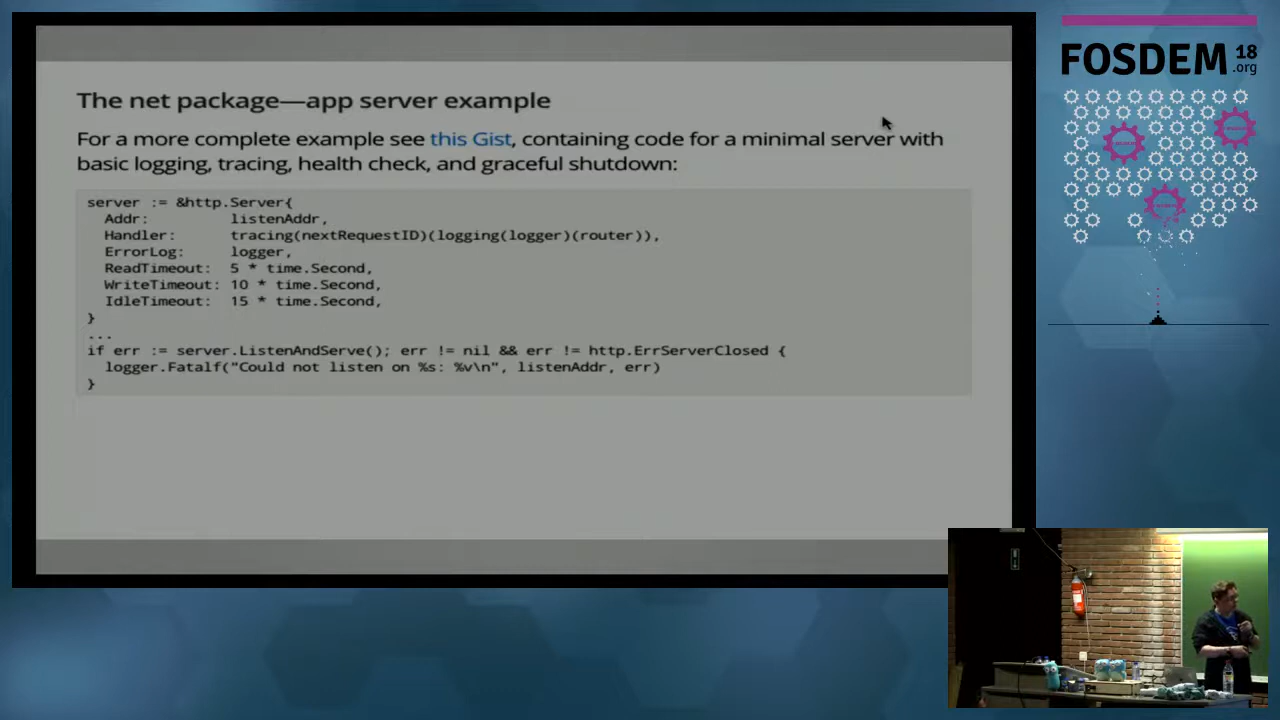 The net package—app server example
For a more complete example see this Gist, containing code for a minimal server with
basic logging, tracing, health check, and graceful shutdown:
server := &http.Server{
Addr: listenAddr,
Handler: tracing(nextRequestID)(logging(logger)(router)),
ErrorLog: logger,
ReadTimeout: 5 * time.Second,
WriteTimeout: 10 * time.Second,
IdleTimeout: 15 * time.Second,
}
...
if err := server.ListenAndServe(); err != nil && err != http.ErrServerClosed {
logger.Fatalf("Could not listen on %s: %v\n", listenAddr, err)
}
FOSDEM 18
.org